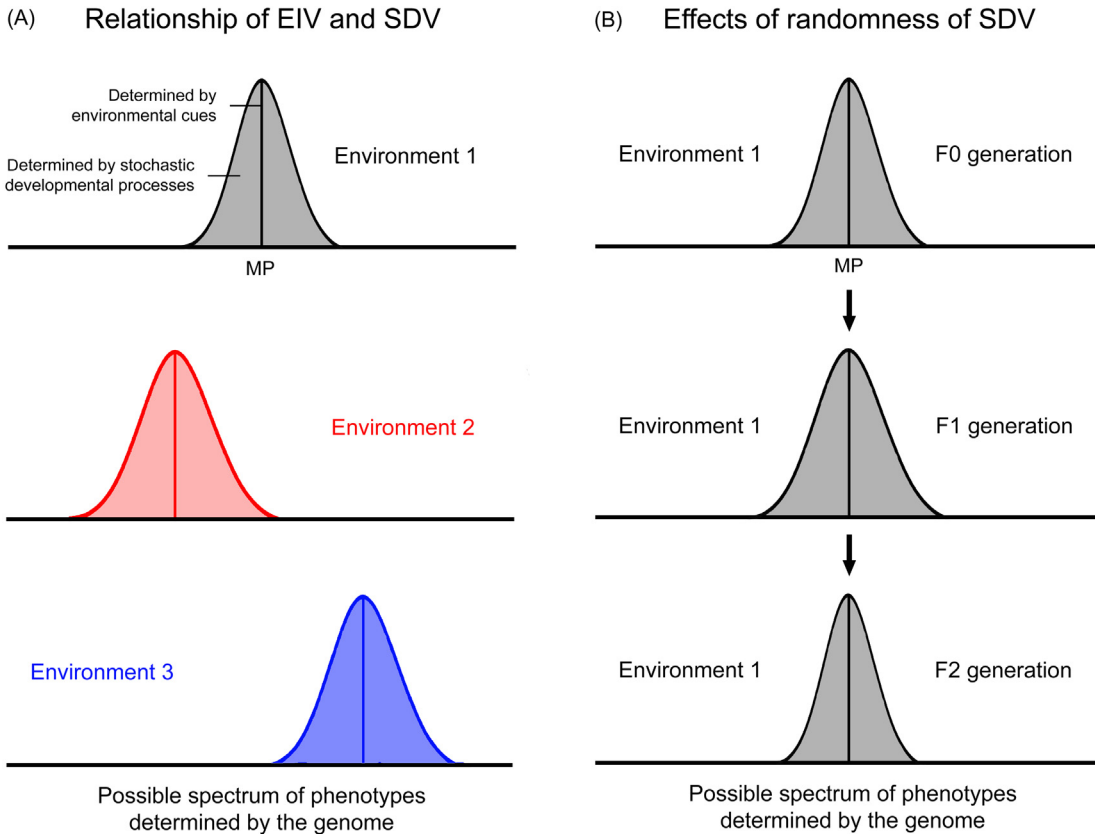 (A) Relationship of EIV and SDV
Determined by
environmental cues
Determined by stochastic
developmental processes
Environment 1
MP
Environment 2
Environment 3
Possible spectrum of phenotypes
determined by the genome
(B) Effects of randomness of SDV
Environment 1 F0 generation
MP
Environment 1 F1 generation
Environment 1 F2 generation
Possible spectrum of phenotypes
determined by the genome